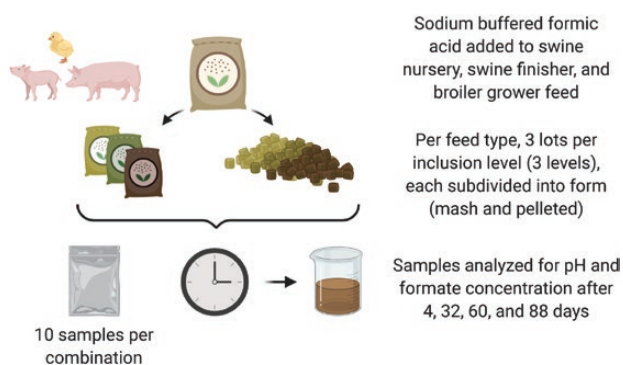 Sodium buffered formic
acid added to swine
nursery, swine finisher, and
broiler grower feed
Per feed type, 3 lots per
inclusion level (3 levels),
each subdivided into form
(mash and pelleted)
Samples analyzed for pH and
formate concentration after
4, 32, 60, and 88 days
10 samples per
combination